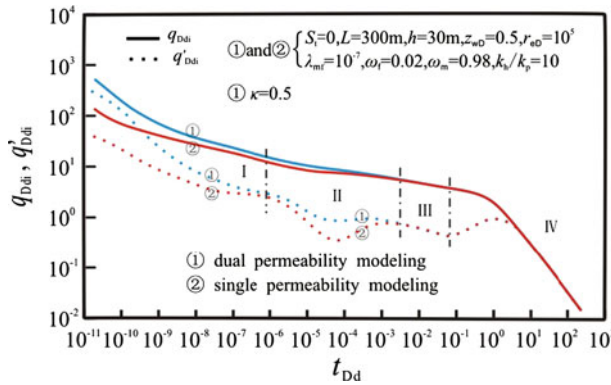 q_Ddi
q'_Ddi
① and ② { S_t=0, L=300m, h=30m, z_wD=0.5, r_eD=10^5
λ_mf=10^-7, ω_f=0.02, ω_m=0.98, k_h/k_p=10
① κ=0.5
10^4
10^3
10^2
10^1
10^0
10^-1
10^-2
q_Ddi, q'_Ddi
①
②
①
②
①
②
I
II
III
IV
① dual permeability modeling
② single permeability modeling
10^-11 10^-10 10^-9 10^-8 10^-7 10^-6 10^-5 10^-4 10^-3 10^-2 10^-1 10^0 10^1 10^2 10
t_Dd